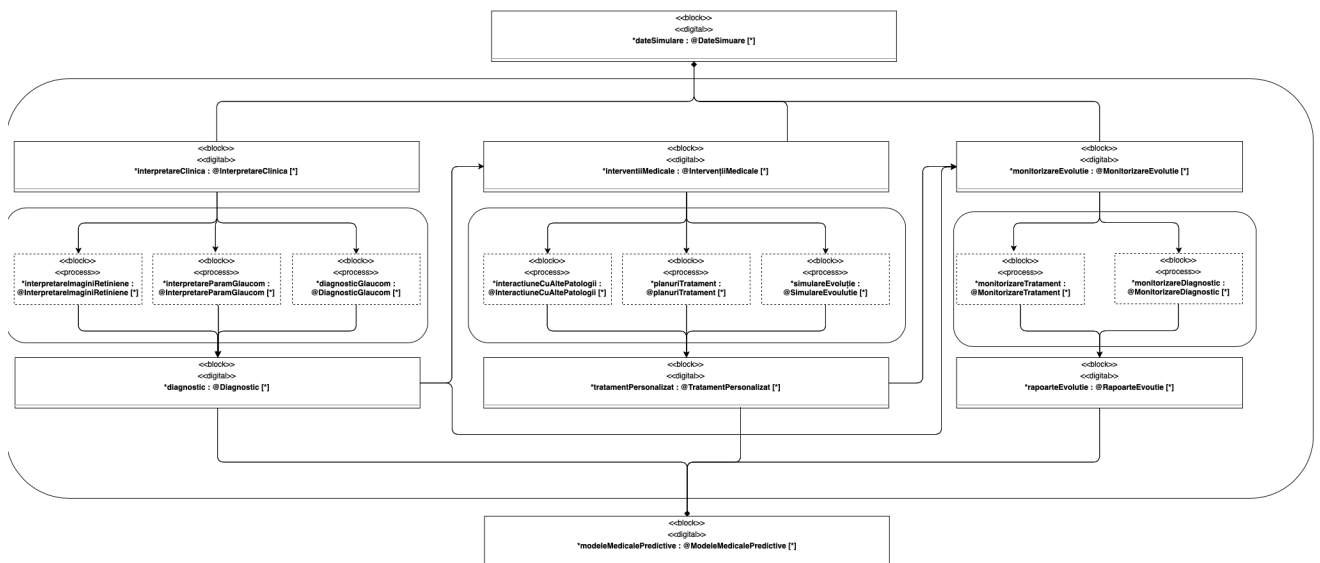 <<block>>
<<digital>>
*dateSimulare : @DateSimuare [*]
<<block>>
<<digital>>
*interpretareClinica : @InterpretareClinica [*]
<<block>>
<<digital>>
*interventiiMedicale : @IntervențiiMedicale [*]
<<block>>
<<digital>>
*monitorizareEvolutie : @MonitorizareEvolutie [*]
<<block>>
<<process>>
*interpretareImaginiRetiniene :
@InterpretareImaginiRetiniene [*]
<<block>>
<<process>>
*interpretareParamGlaucom :
@InterpretareParamGlaucom [*]
<<block>>
<<process>>
*diagnosticGlaucom :
@DiagnosticGlaucom [*]
<<block>>
<<process>>
*interactiuneCuAltePatologii :
@InteractiuneCuAltePatologii [*]
<<block>>
<<process>>
*planuriTratament :
@planuriTratament [*]
<<block>>
<<process>>
*simulareEvoluție :
@SimulareEvoulutie [*]
<<block>>
<<process>>
*monitorizareTratament :
@MonitorizareTratament [*]
<<block>>
<<process>>
*monitorizareDiagnostic :
@MonitorizareDiagnostic [*]
<<block>>
<<digital>>
*diagnostic : @Diagnostic [*]
<<block>>
<<digital>>
*tratamentPersonalizat : @TratamentPersonalizat [*]
<<block>>
<<digital>>
*rapoarteEvolutie : @RapoarteEvoutie [*]
<<block>>
<<digital>>
*modeleMedicalePredictive : @ModeleMedicalePredictive [*]